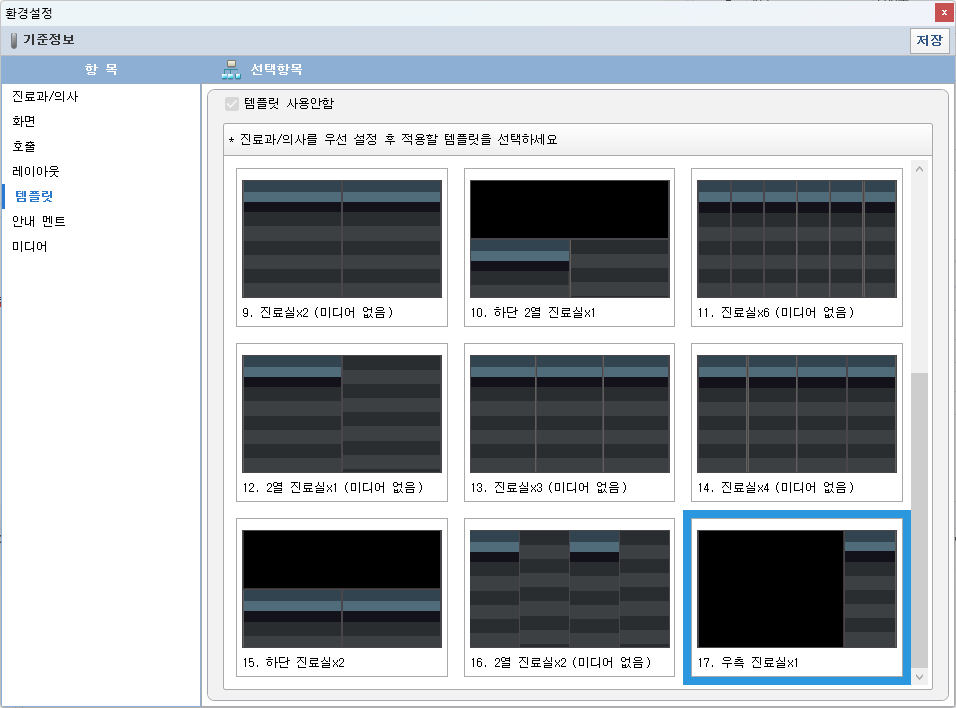 환경설정
x
기준정보
저장
항 목
선택항목
진료과/의사
화면
호출
레이아웃
템플릿
안내 멘트
미디어
템플릿 사용안함
* 진료과/의사를 우선 설정 후 적용할 템플릿을 선택하세요
9. 진료실x2 (미디어 없음)
10. 하단 2열 진료실x1
11. 진료실x6 (미디어 없음)
12. 2열 진료실x1 (미디어 없음)
13. 진료실x3 (미디어 없음)
14. 진료실x4 (미디어 없음)
15. 하단 진료실x2
16. 2열 진료실x2 (미디어 없음)
17. 우측 진료실x1